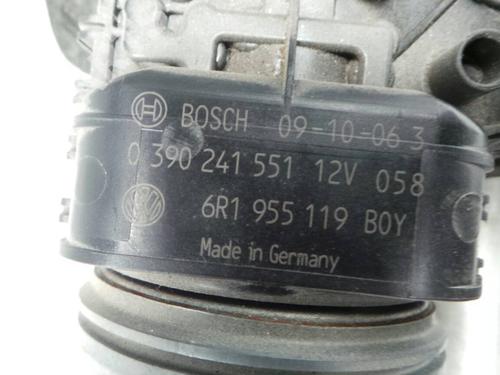 BOSCH 09-10-06 3
0 390 241 551 12V 058
6R1 955 119 B0Y
Made in Germany